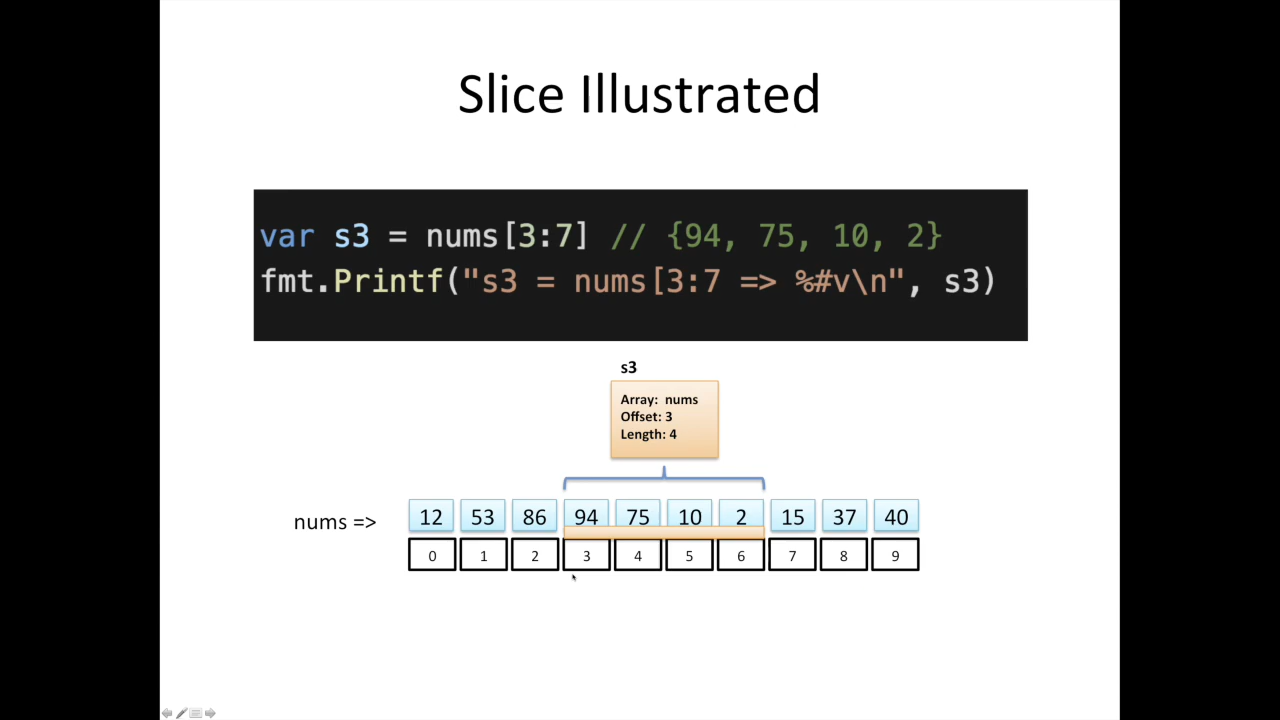 Slice Illustrated
var s3 = nums[3:7] // {94, 75, 10, 2}
fmt.Printf("s3 = nums[3:7 => %#v\n", s3)
s3
Array: nums
Offset: 3
Length: 4
nums => 12 53 86 94 75 10 2 15 37 40
0 1 2 3 4 5 6 7 8 9